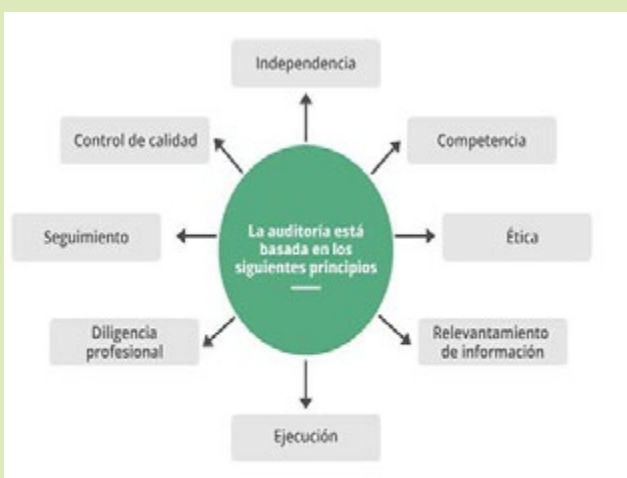 Independencia
Control de calidad
Competencia
La auditoría está
basada en los
siguientes principios
Seguimiento
Ética
Diligencia
profesional
Relevantamiento
de información
Ejecución